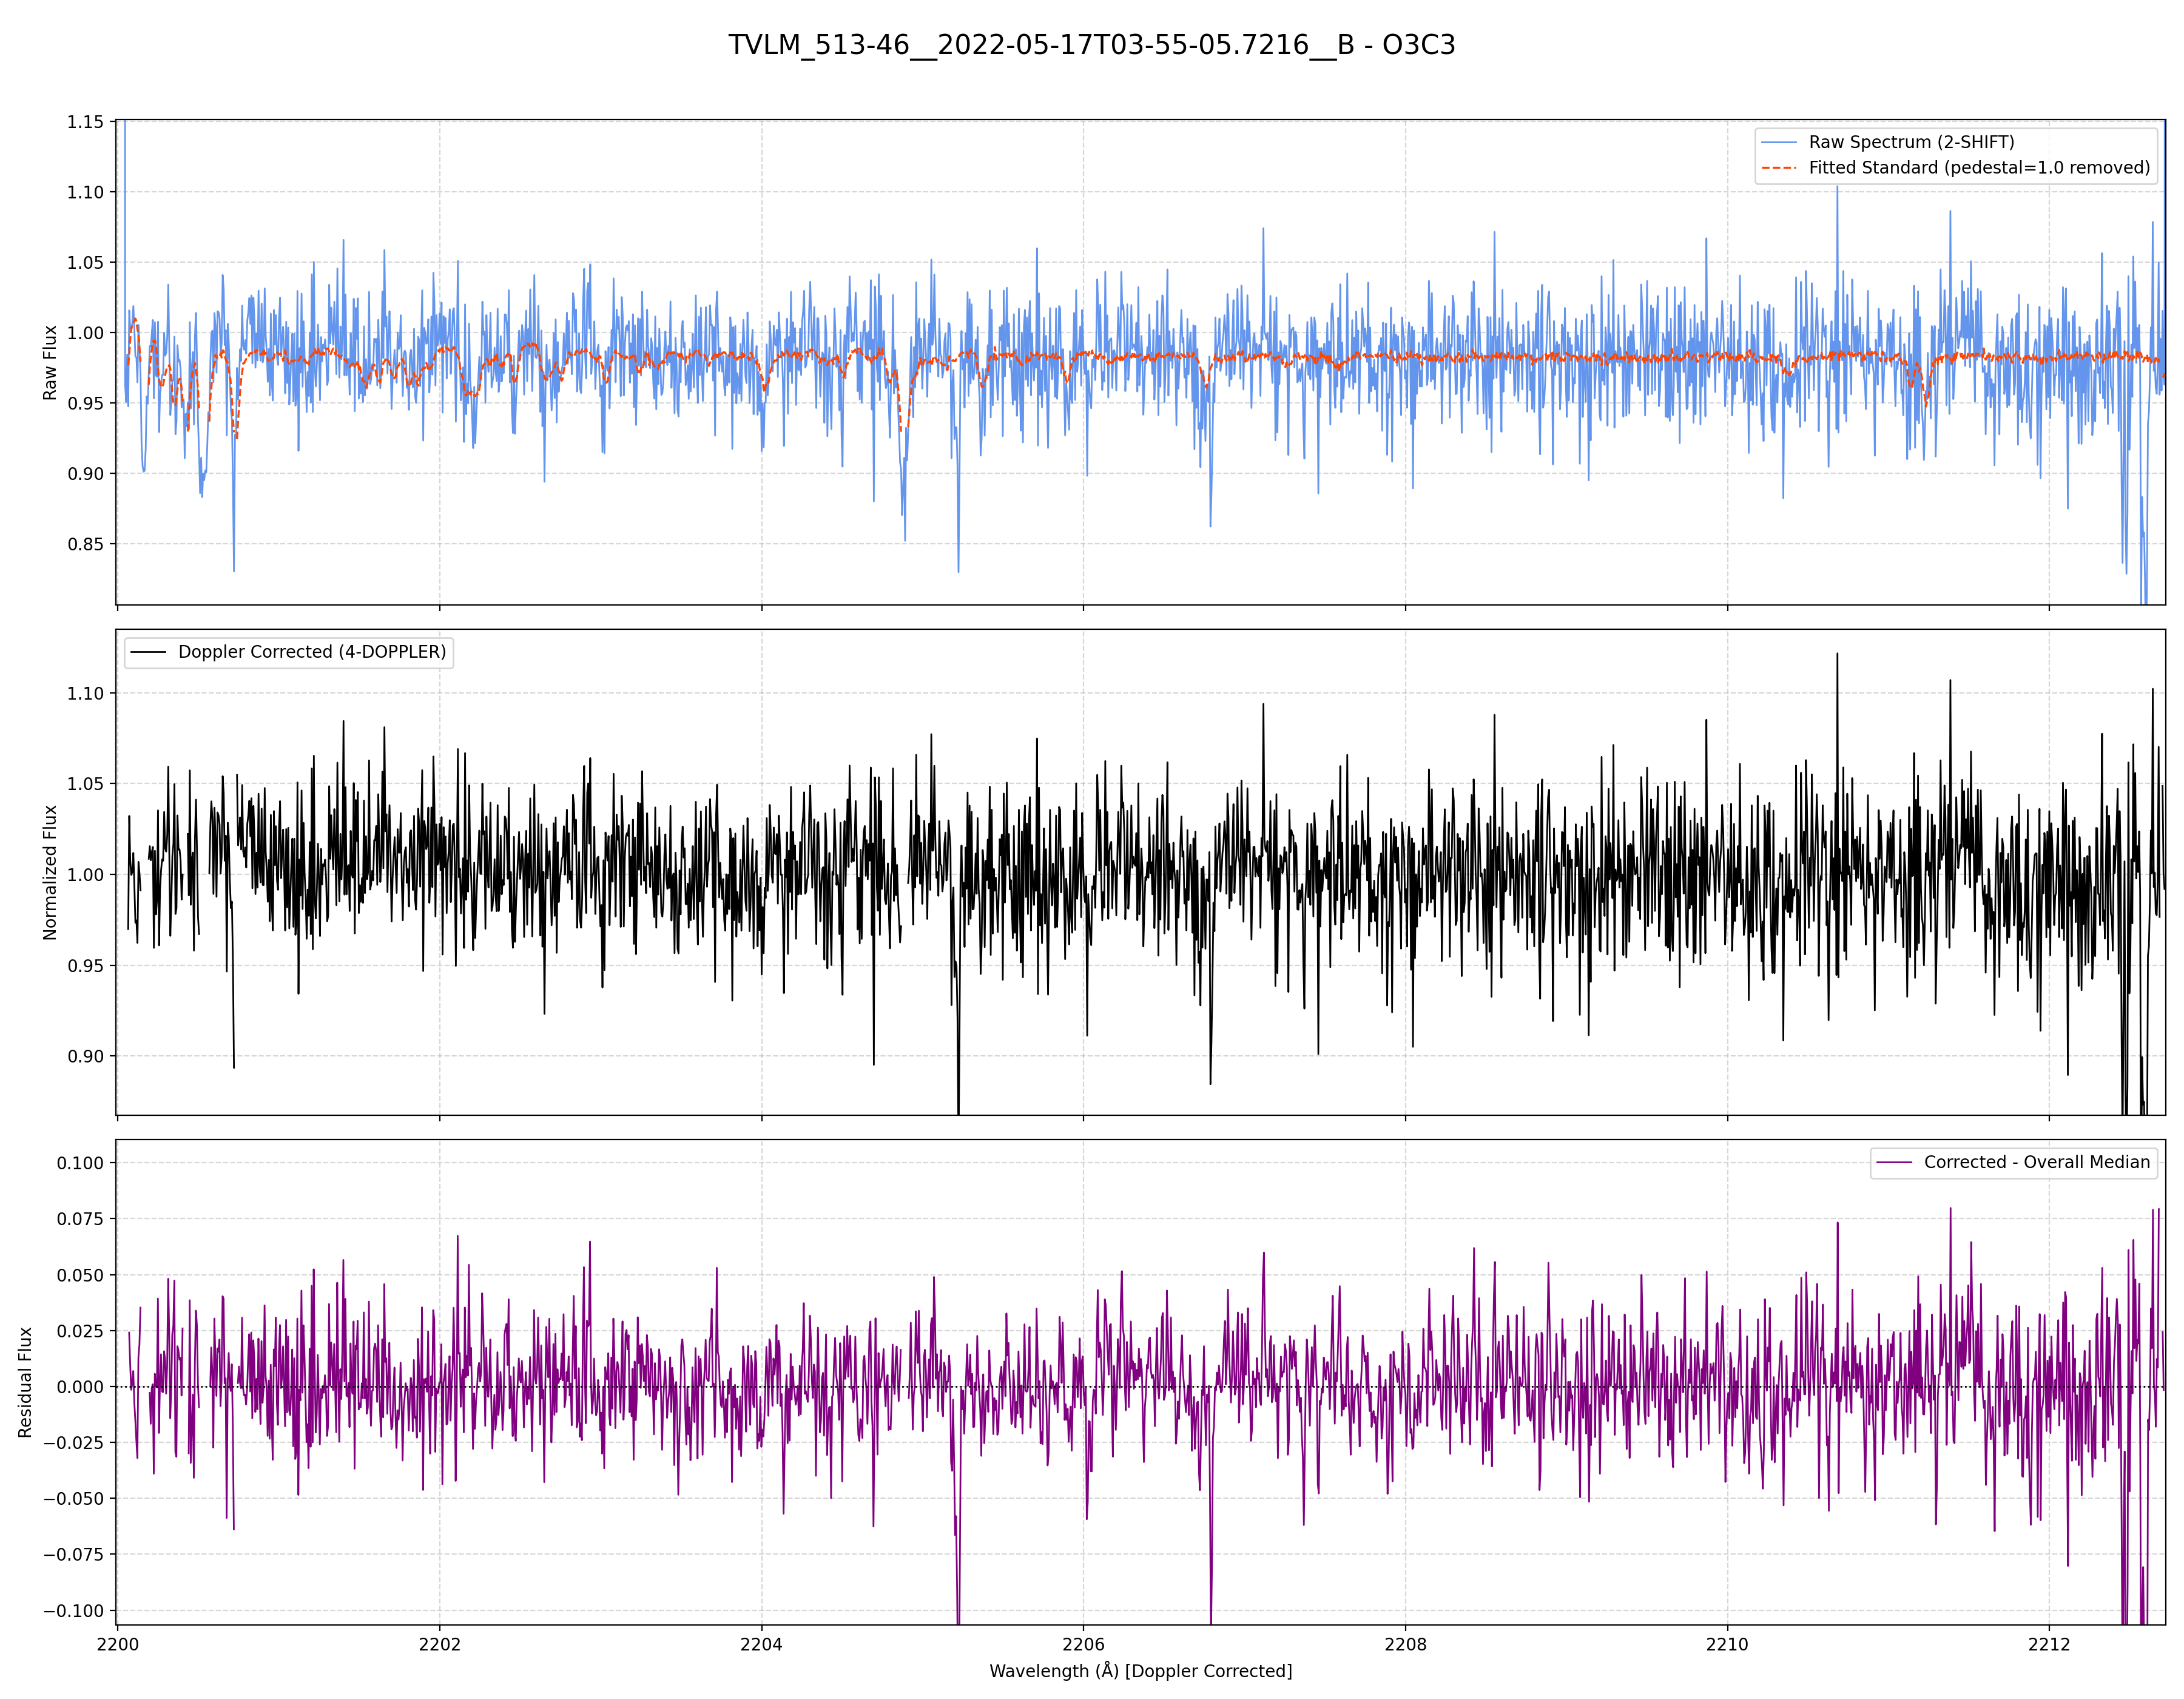 TVLM_513-46__2022-05-17T03-55-05.7216__B - O3C3
Raw Spectrum (2-SHIFT)
Fitted Standard (pedestal=1.0 removed)
Raw Flux
1.15
1.10
1.05
1.00
0.95
0.90
0.85
Doppler Corrected (4-DOPPLER)
Normalized Flux
1.10
1.05
1.00
0.95
0.90
Corrected - Overall Median
Residual Flux
0.100
0.075
0.050
0.025
0.000
−0.025
−0.050
−0.075
−0.100
2200 2202 2204 2206 2208 2210 2212
Wavelength (Å) [Doppler Corrected]